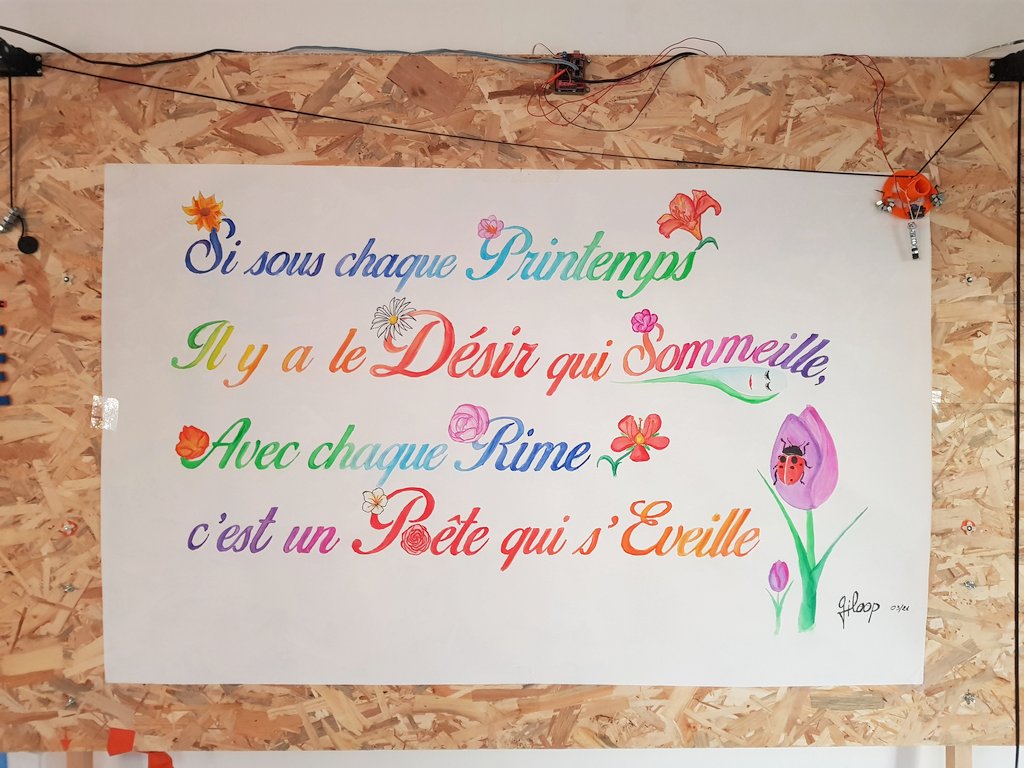 Si sous chaque Printemps
Il y a le Désir qui Sommeille,
Avec chaque Rime
c'est un Poête qui s'Eveille
giloop 03/21